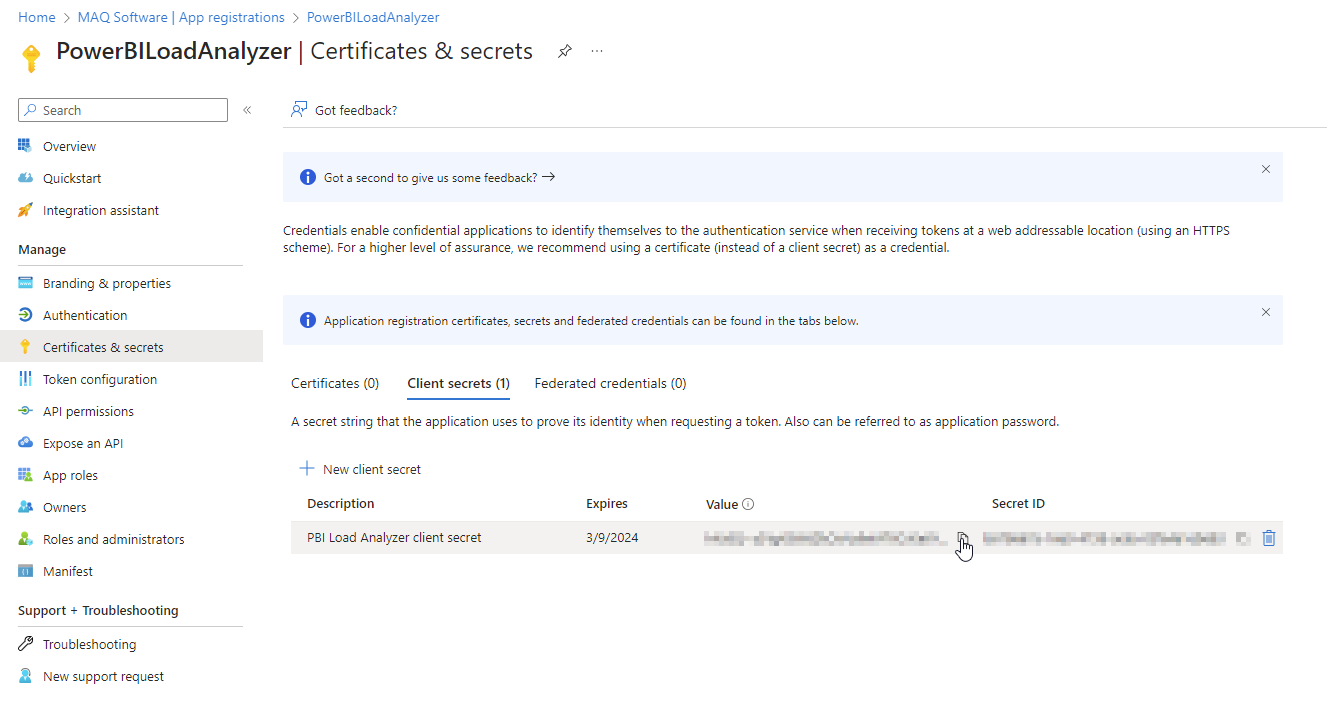 Home > MAQ Software | App registrations > PowerBILoadAnalyzer
PowerBILoadAnalyzer | Certificates & secrets
Search
Got feedback?
Overview
Quickstart
Integration assistant
Manage
Branding & properties
Authentication
Certificates & secrets
Token configuration
API permissions
Expose an API
App roles
Owners
Roles and administrators
Manifest
Support + Troubleshooting
Troubleshooting
New support request
Got a second to give us some feedback?
Credentials enable confidential applications to identify themselves to the authentication service when receiving tokens at a web addressable location (using an HTTPS
scheme). For a higher level of assurance, we recommend using a certificate (instead of a client secret) as a credential.
Application registration certificates, secrets and federated credentials can be found in the tabs below.
Certificates (0) Client secrets (1) Federated credentials (0)
A secret string that the application uses to prove its identity when requesting a token. Also can be referred to as application password.
New client secret
Description Expires Value Secret ID
PBI Load Analyzer client secret 3/9/2024